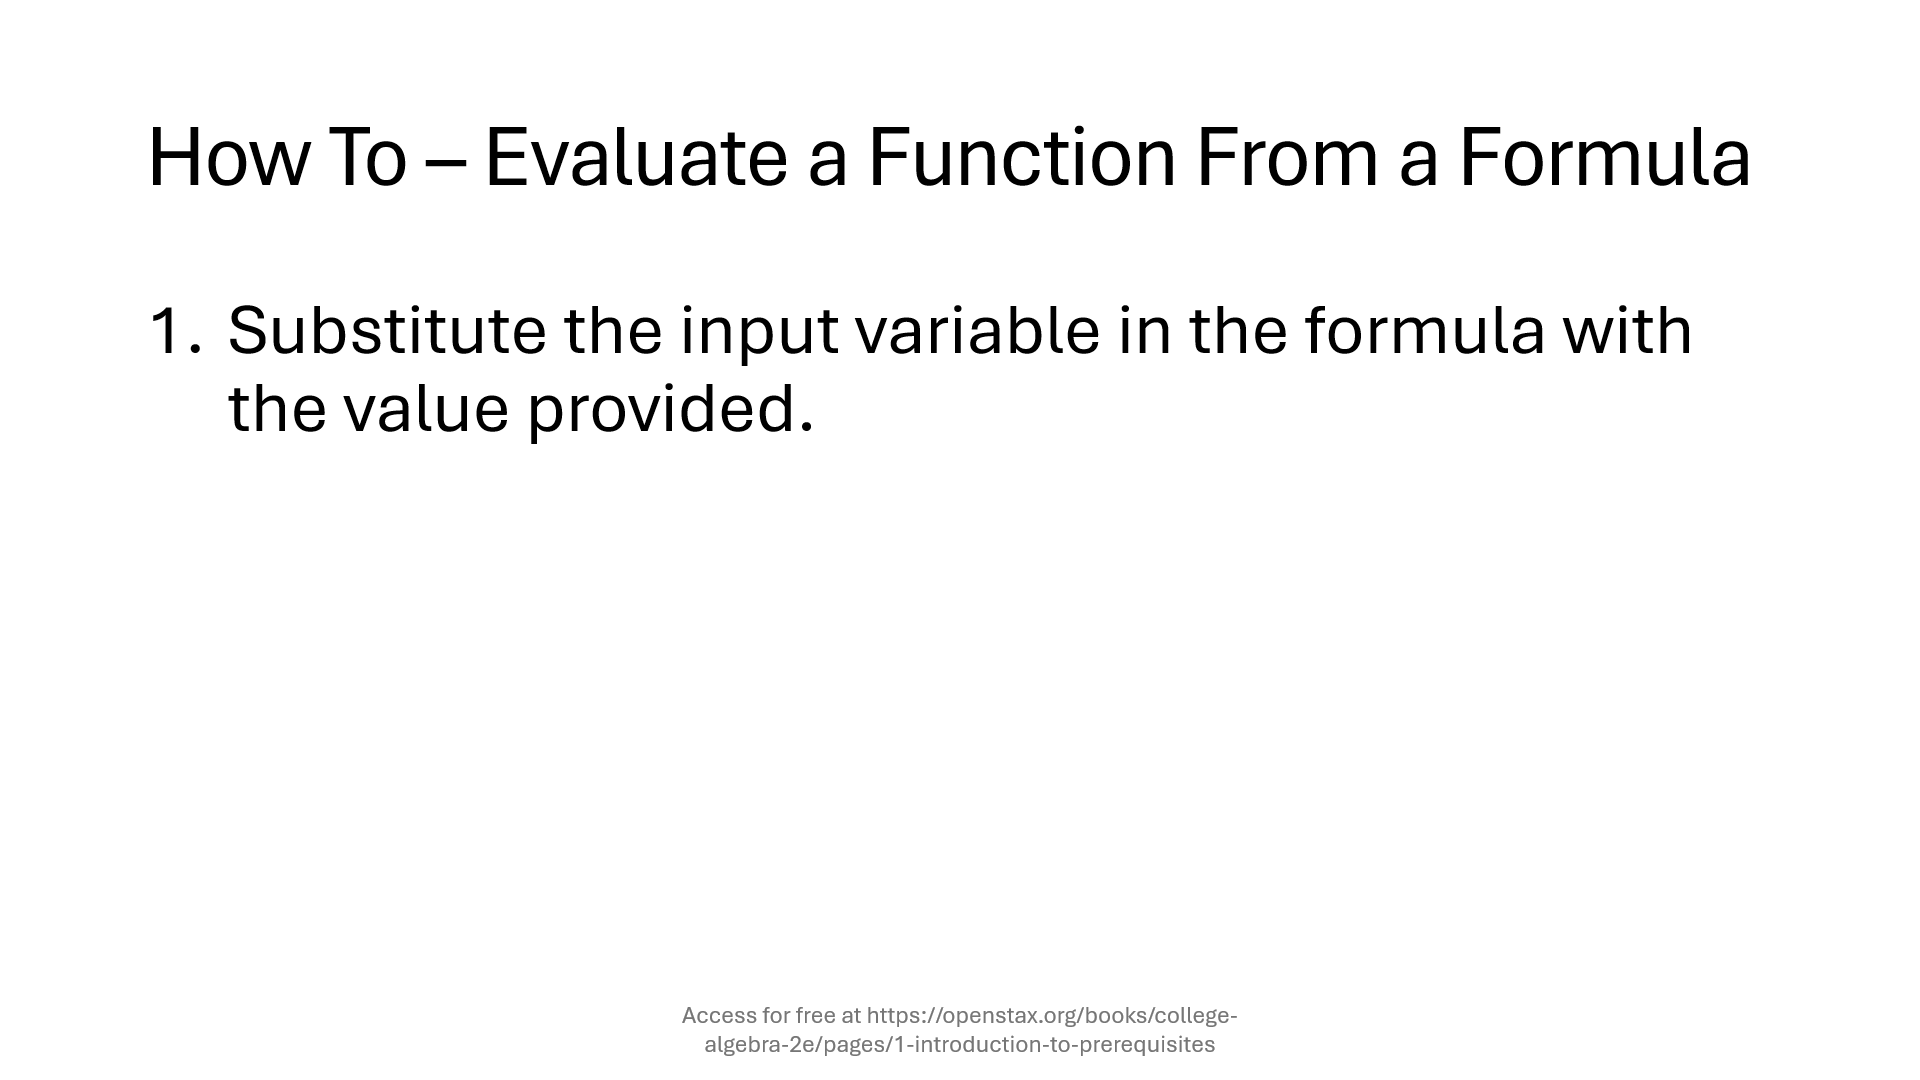 How To – Evaluate a Function From a Formula
1. Substitute the input variable in the formula with
the value provided.
Access for free at https://openstax.org/books/college-
algebra-2e/pages/1-introduction-to-prerequisites